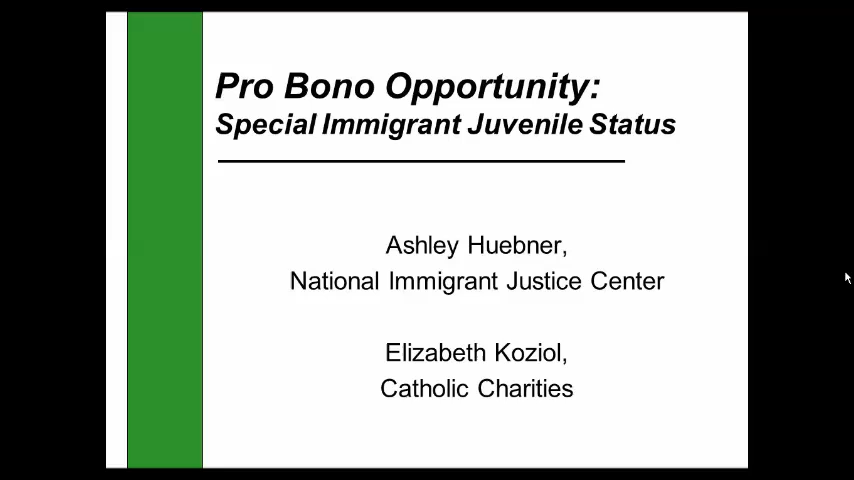 Pro Bono Opportunity:
Special Immigrant Juvenile Status
Ashley Huebner,
National Immigrant Justice Center
Elizabeth Koziol,
Catholic Charities